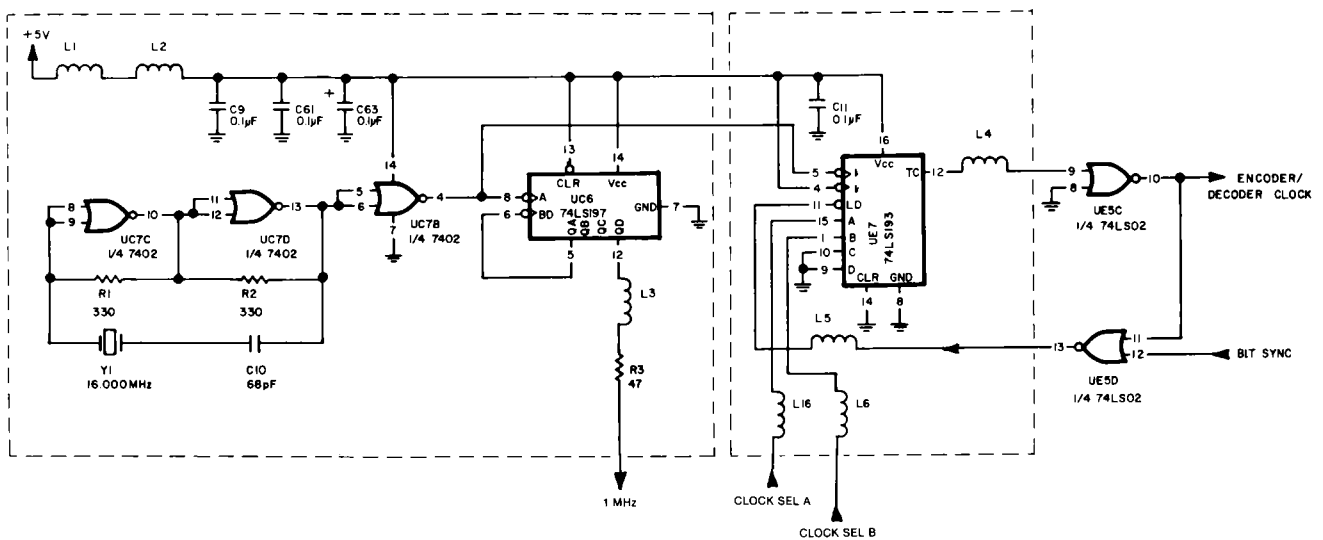 +5V
L1
L2
C9
0.1µF
C61
0.1µF
+
C63
0.1µF
C11
0.1µF
14
13
14
16
CLR
Vcc
UC6
74LS197
GND 7
8 A
6 BD
QA QB QC QD
5
12
8
9
10
UC7C
1/4 7402
11
12
13
UC7D
1/4 7402
5
6
4
7
UC7B
1/4 7402
R1
330
R2
330
Y1
16.000MHz
C10
68pF
L3
R3
47
1 MHz
Vcc
TC 12
5
4
11 LD
15 A
1 B
10 C
9 D
UE7
74LS193
CLR GND
14
8
L4
9
8
10
UE5C
1/4 74LS02
ENCODER/
DECODER CLOCK
L5
13
11
12
BIT SYNC
UE5D
1/4 74LS02
L16
L6
CLOCK SEL A
CLOCK SEL B